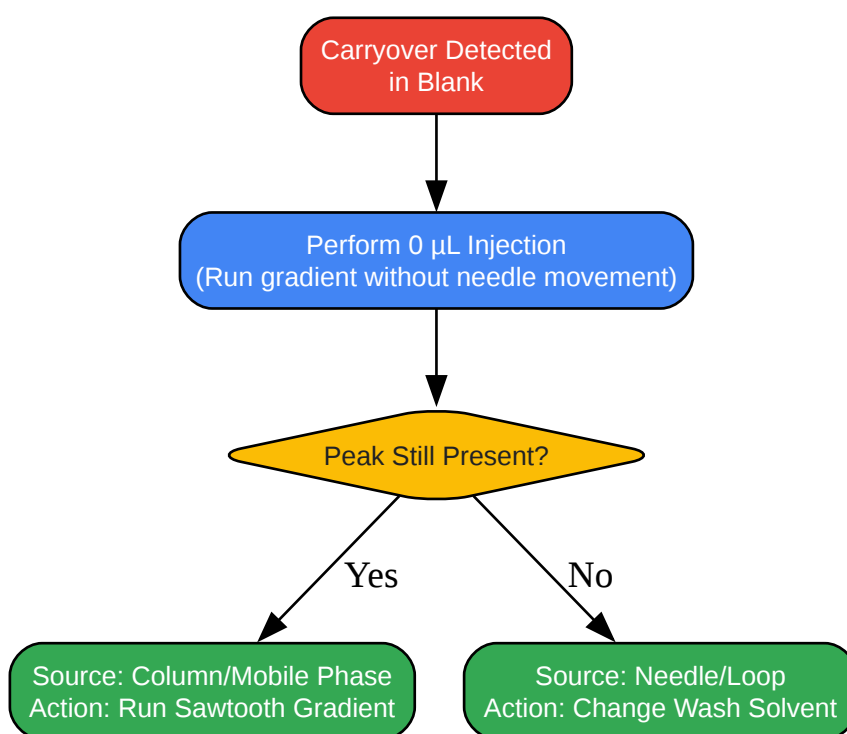 Carryover Detected
in Blank
Perform 0 µL Injection
(Run gradient without needle movement)
Peak Still Present?
Yes
No
Source: Column/Mobile Phase
Action: Run Sawtooth Gradient
Source: Needle/Loop
Action: Change Wash Solvent